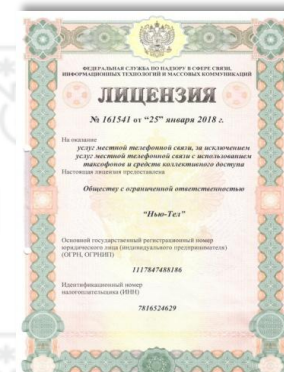 ФЕДЕРАЛЬНАЯ СЛУЖБА ПО НАДЗОРУ В СФЕРЕ СВЯЗИ,
ИНФОРМАЦИОННЫХ ТЕХНОЛОГИЙ И МАССОВЫХ КОММУНИКАЦИЙ
ЛИЦЕНЗИЯ
№ 161541 от “25” января 2018 г.
На оказание
услуг местной телефонной связи, за исключением
услуг местной телефонной связи с использованием
таксофонов и средств коллективного доступа
Настоящая лицензия предоставлена
Обществу с ограниченной ответственностью
“Нью-Тел”
Основной государственный регистрационный номер
юридического лица (индивидуального предпринимателя)
(ОГРН, ОГРНИП)
1117847488186
Идентификационный номер
налогоплательщика (ИНН)
7816524629